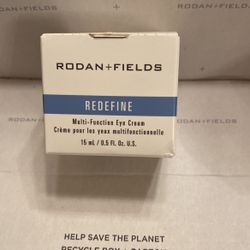 RODAN+FIELDS
RODAN+FIELDS
RODAN+FIELDS
REDEFINE
Multi-Function Eye Cream
Crème pour les yeux multifonctionnelle
15 mL / 0.5 Fl. Oz. U.S.
HELP SAVE THE PLANET